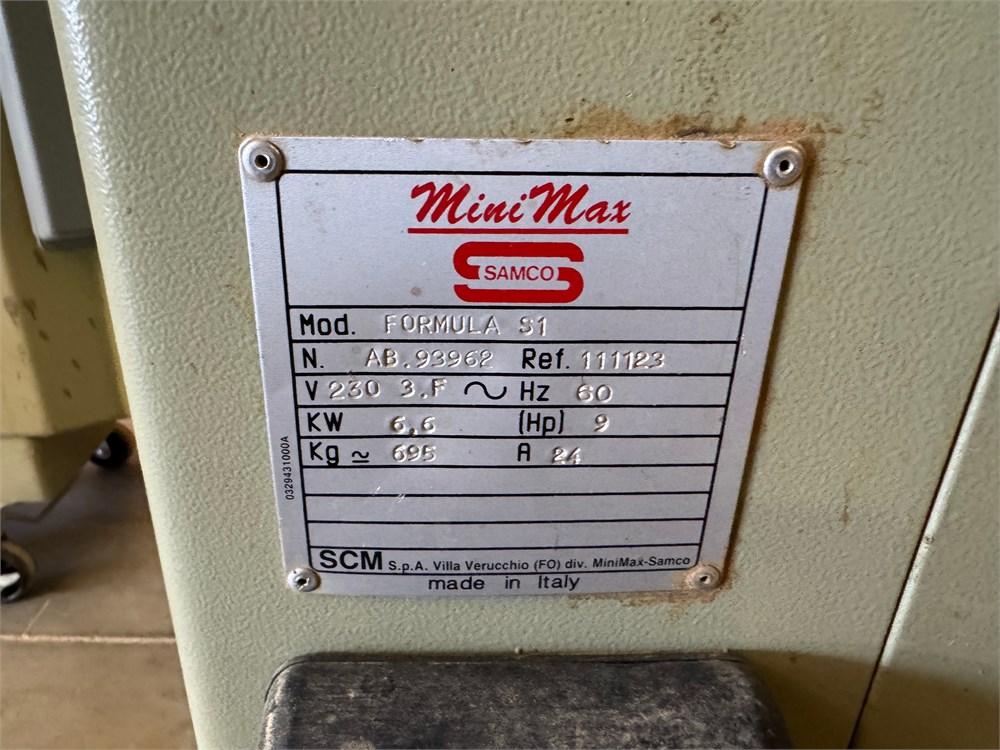 MiniMax
SAMCO
Mod. FORMULA S1
N. AB.93962 Ref. 111123
V 230 3.F ~ Hz 60
KW 6,6 (Hp) 9
Kg ≃ 695 A 24
0329431000A
SCM S.p.A. Villa Verucchio (FO) div. MiniMax-Samco
made in Italy